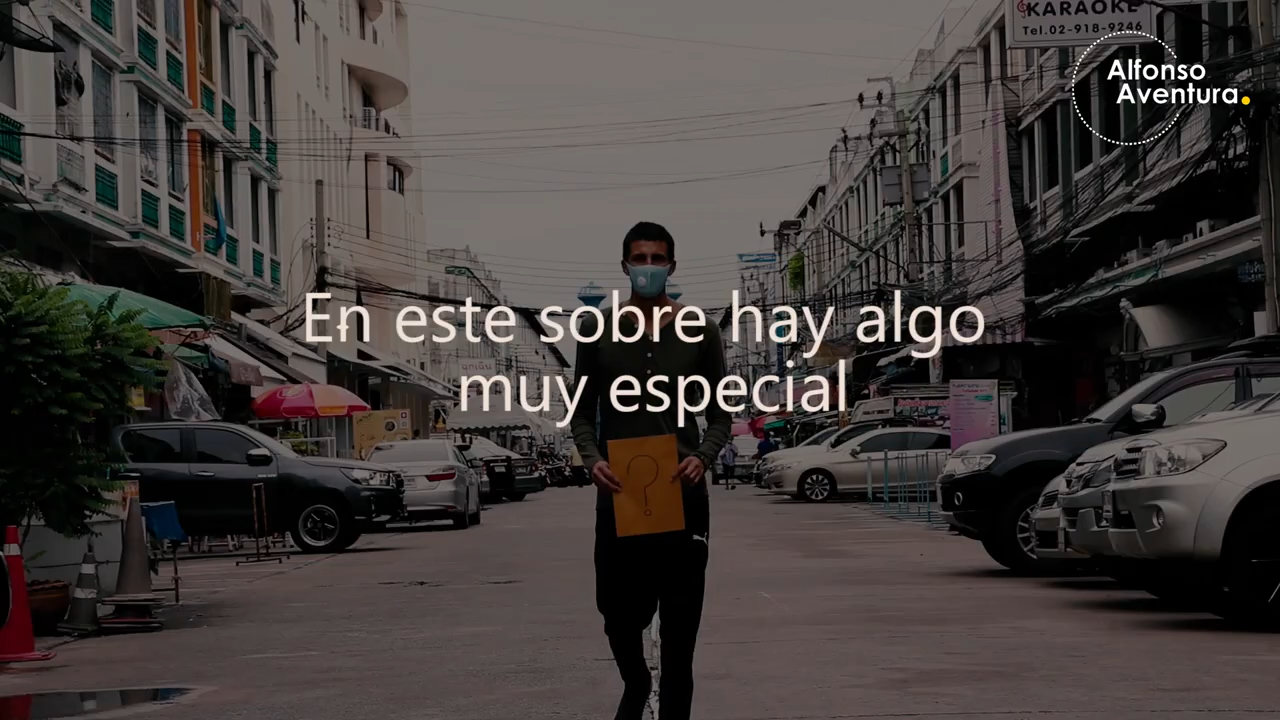 KARAOKE
Tel.02-918-9246
Alfonso
Aventura.
En este sobre hay algo
muy especial
?